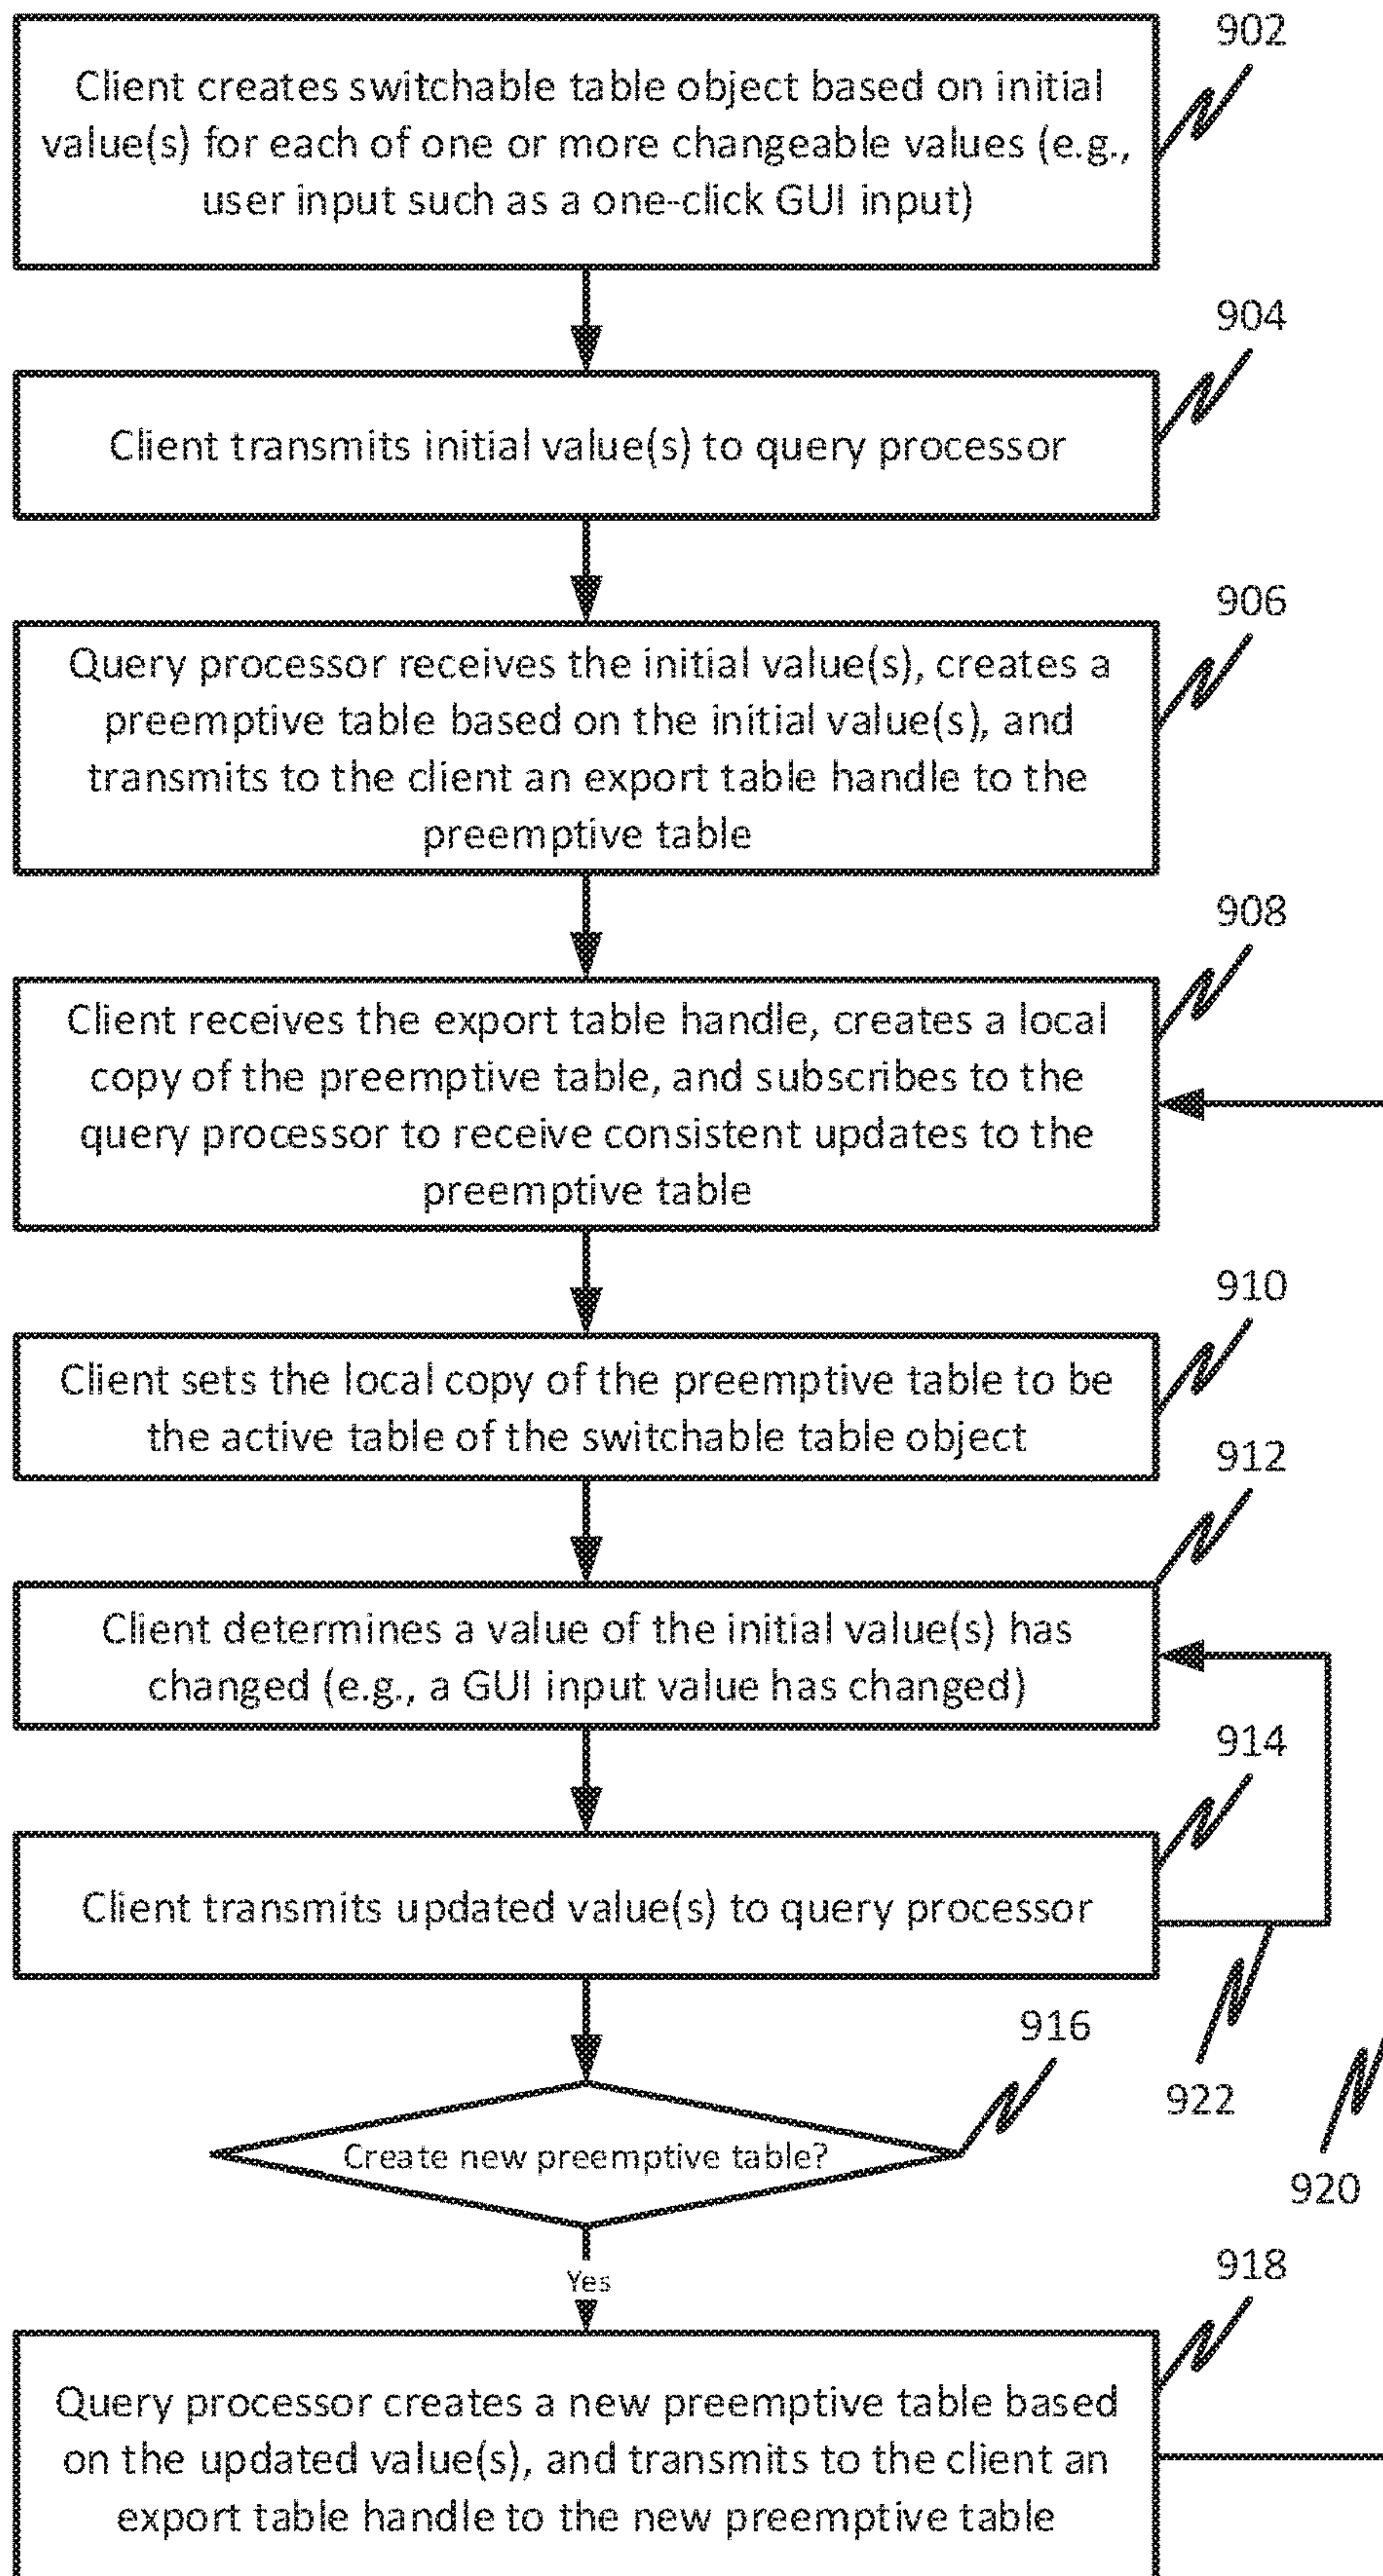 902
Client creates switchable table object based on initial
value(s) for each of one or more changeable values (e.g.,
user input such as a one-click GUI input)
904
Client transmits initial value(s) to query processor
906
Query processor receives the initial value(s), creates a
preemptive table based on the initial value(s), and
transmits to the client an export table handle to the
preemptive table
908
Client receives the export table handle, creates a local
copy of the preemptive table, and subscribes to the
query processor to receive consistent updates to the
preemptive table
910
Client sets the local copy of the preemptive table to be
the active table of the switchable table object
912
Client determines a value of the initial value(s) has
changed (e.g., a GUI input value has changed)
914
Client transmits updated value(s) to query processor
916
922
Create new preemptive table?
920
Yes
918
Query processor creates a new preemptive table based
on the updated value(s), and transmits to the client an
export table handle to the new preemptive table